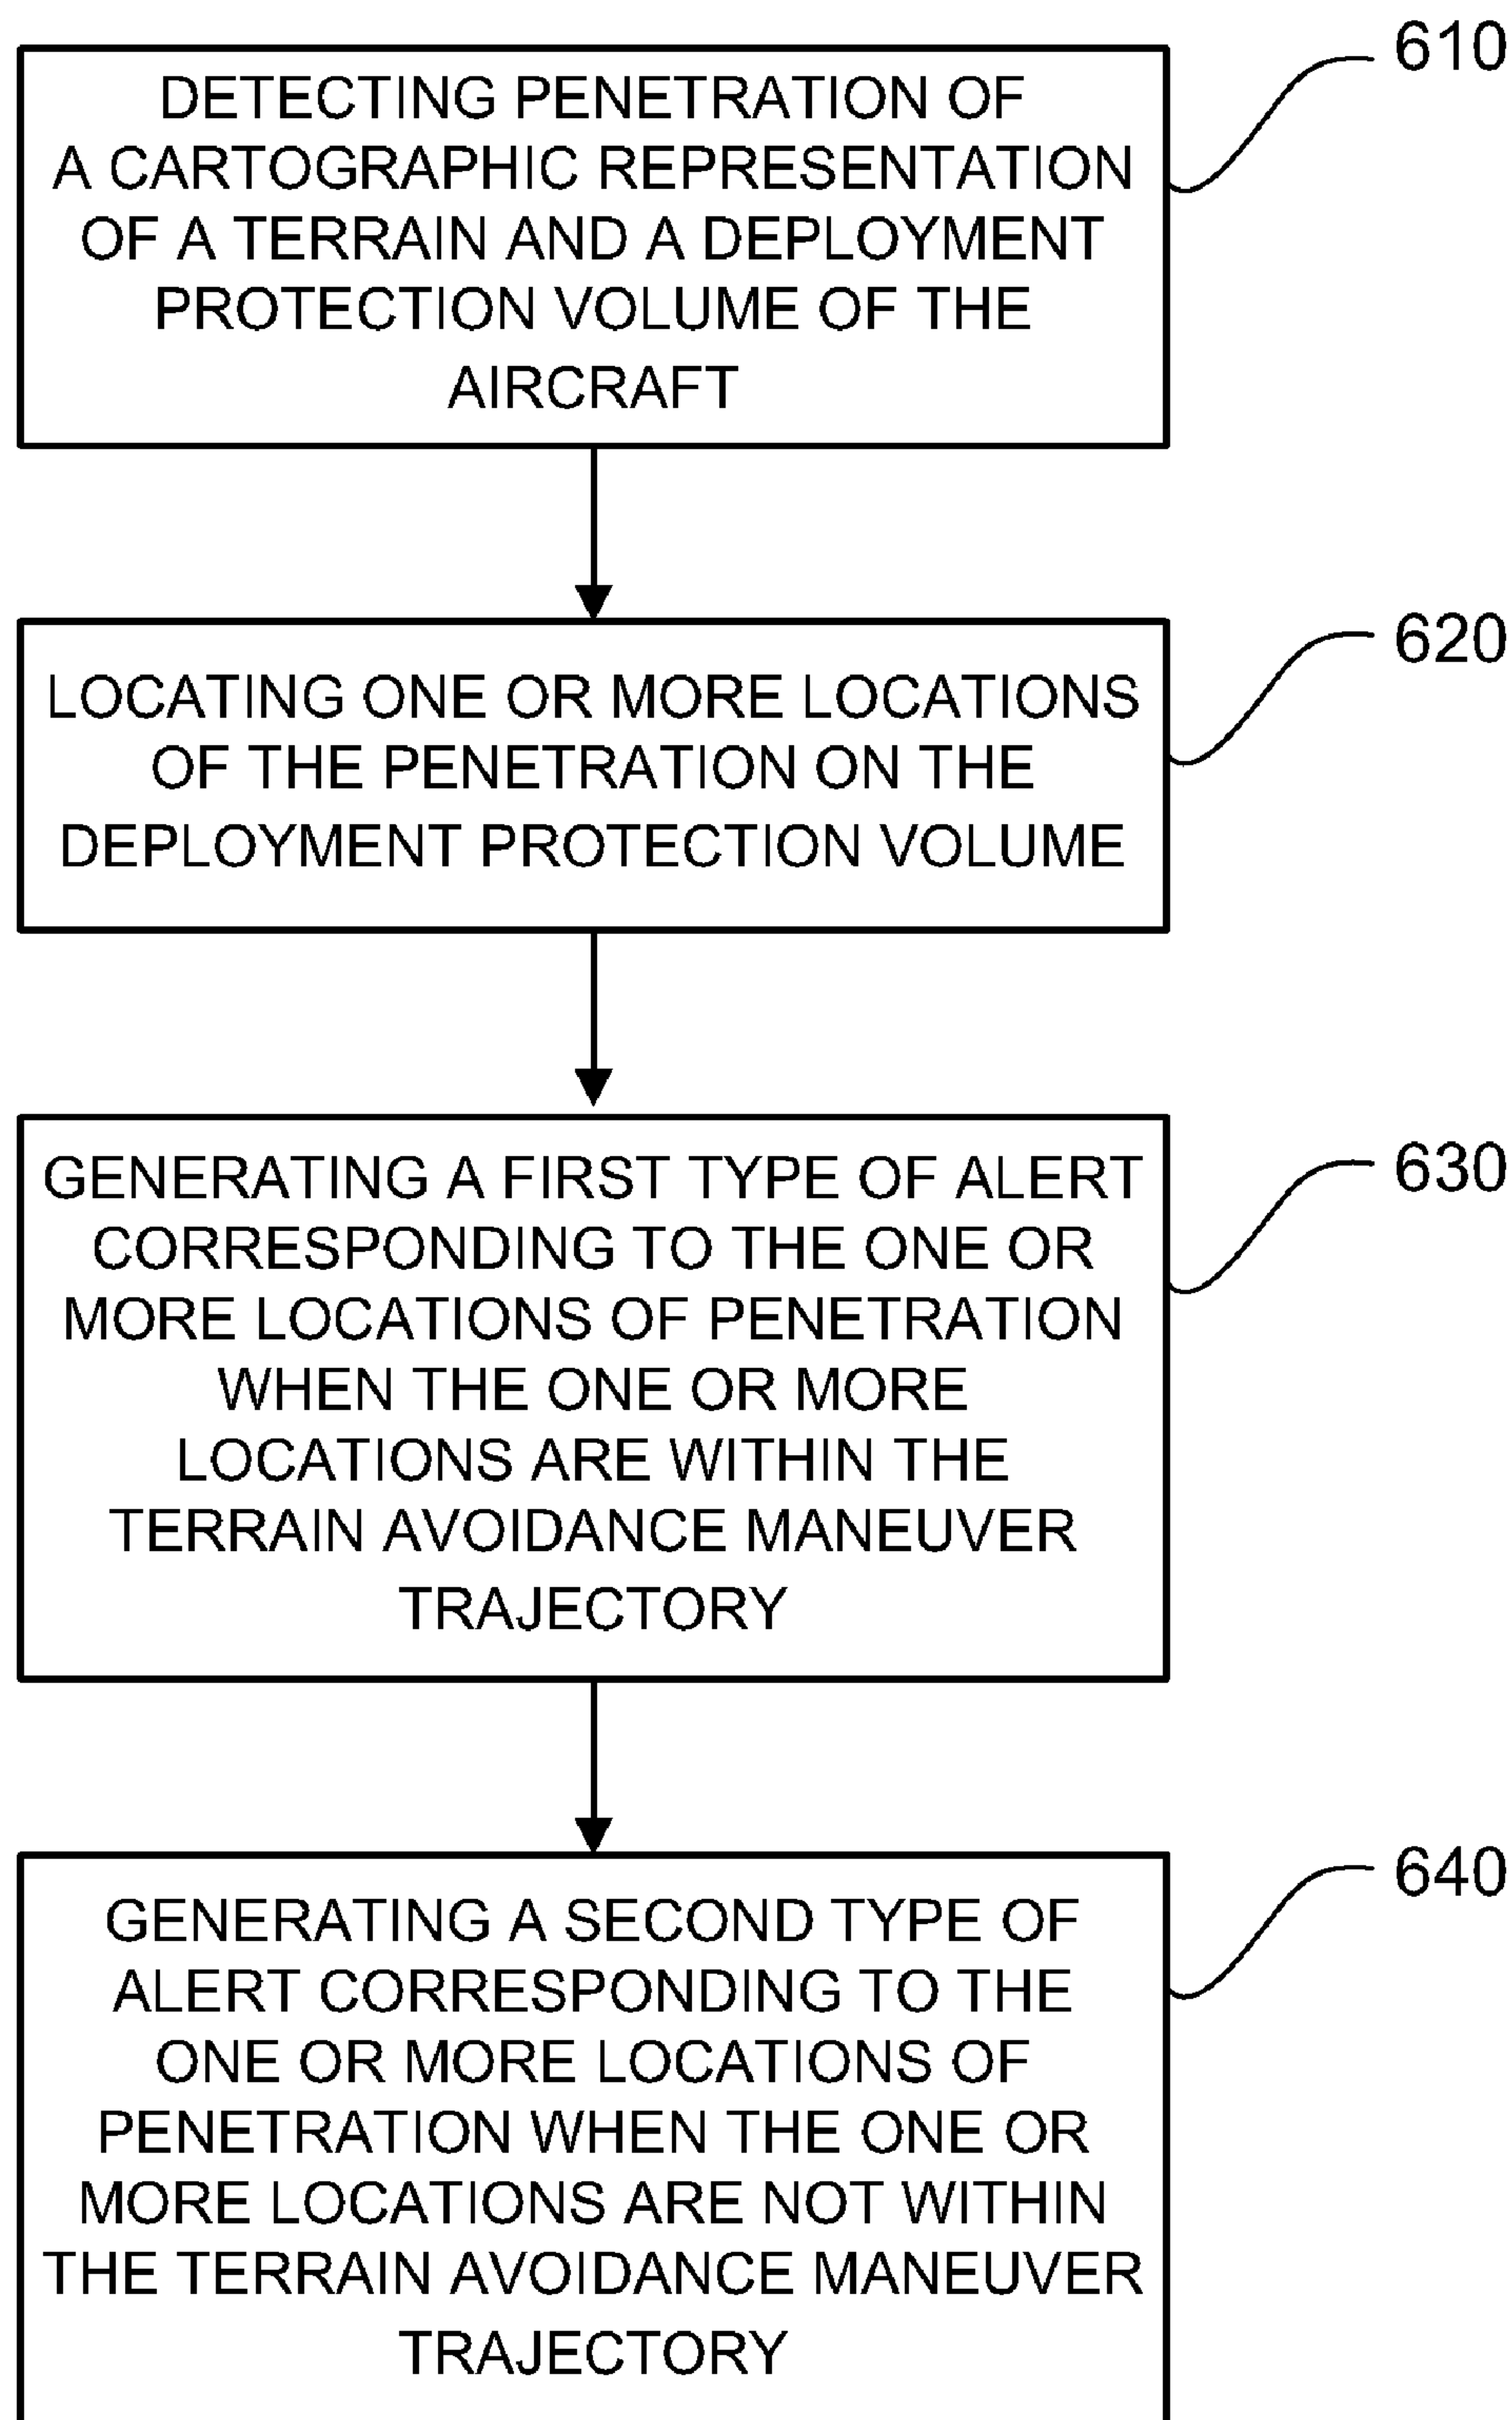 610
DETECTING PENETRATION OF
A CARTOGRAPHIC REPRESENTATION
OF A TERRAIN AND A DEPLOYMENT
PROTECTION VOLUME OF THE
AIRCRAFT
620
LOCATING ONE OR MORE LOCATIONS
OF THE PENETRATION ON THE
DEPLOYMENT PROTECTION VOLUME
630
GENERATING A FIRST TYPE OF ALERT
CORRESPONDING TO THE ONE OR
MORE LOCATIONS OF PENETRATION
WHEN THE ONE OR MORE
LOCATIONS ARE WITHIN THE
TERRAIN AVOIDANCE MANEUVER
TRAJECTORY
640
GENERATING A SECOND TYPE OF
ALERT CORRESPONDING TO THE
ONE OR MORE LOCATIONS OF
PENETRATION WHEN THE ONE OR
MORE LOCATIONS ARE NOT WITHIN
THE TERRAIN AVOIDANCE MANEUVER
TRAJECTORY